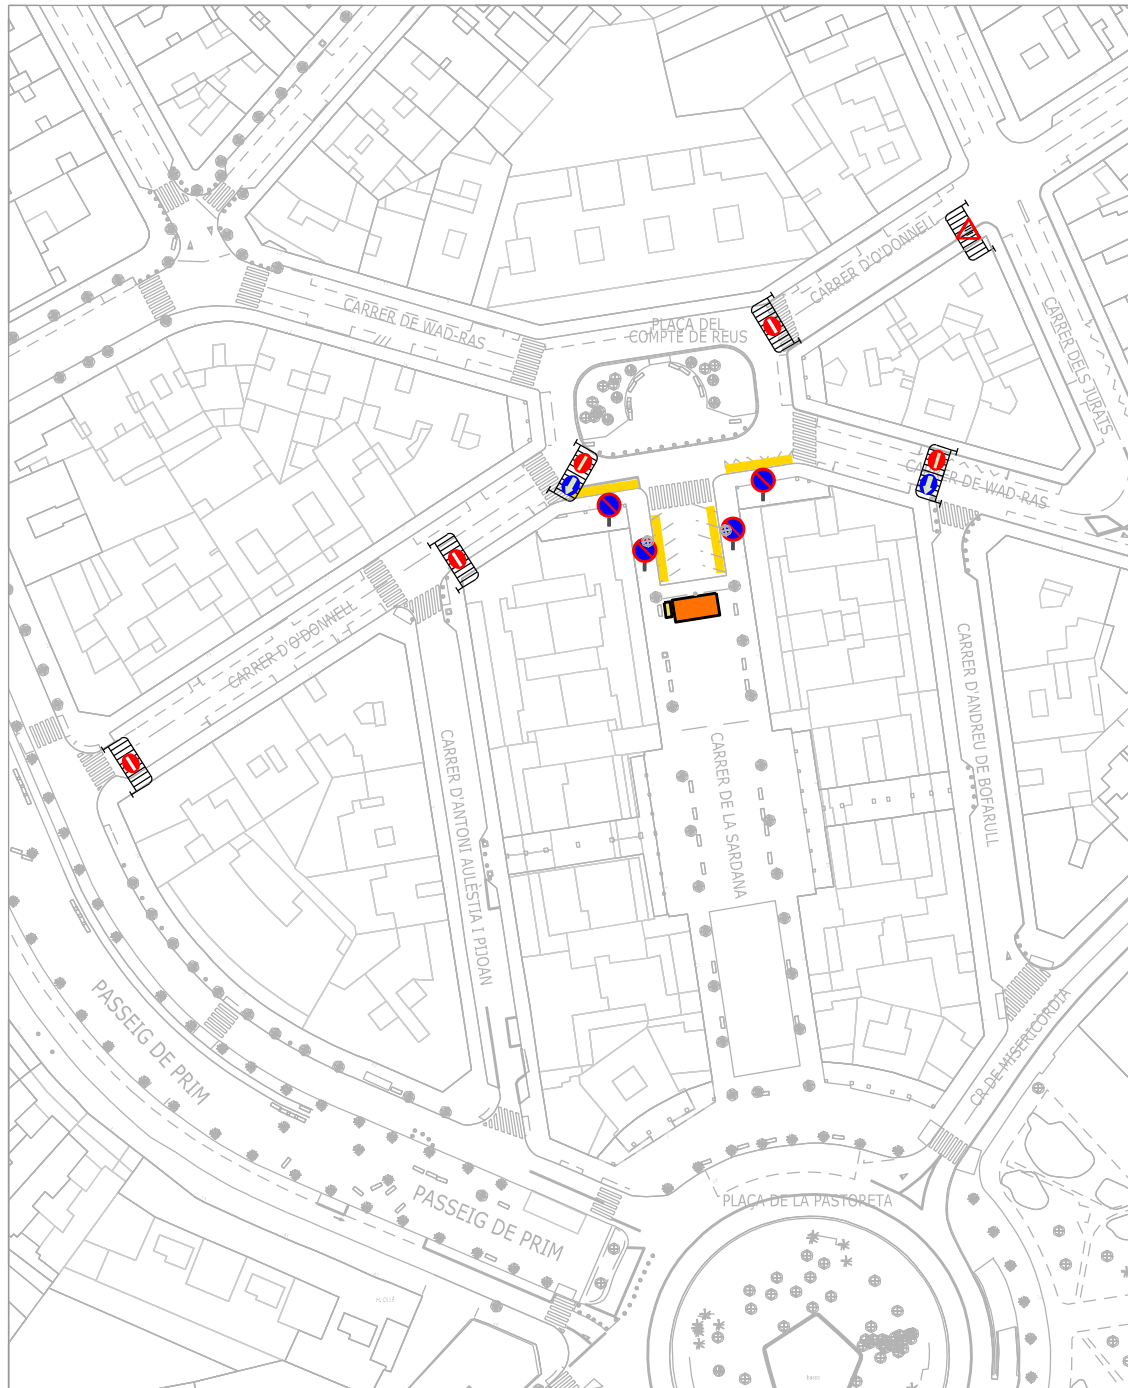 CARRER D'O'DONNELL
CARRER DE WAD-RAS
PLAÇA DEL
COMPTE DE REUS
CARRER DELS JURATS
CARRER DE WAD-RAS
CARRER D'O'DONNELL
CARRER D'ANDREU DE BOFARULL
CARRER D'ANTONI AULÈSTIA I PIJOAN
CARRER DE LA SARDANA
PASSEIG DE PRIM
CR DE MISERICÒRDIA
PASSEIG DE PRIM
PLAÇA DE LA PASTORETA